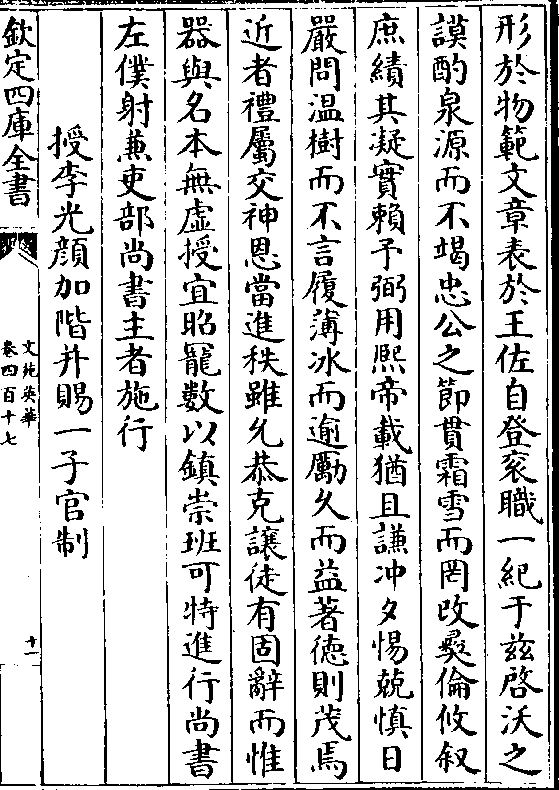 形於物範文章表於王佐自登衮職一紀于兹啓沃之
謨酌泉源而不竭忠公之節貫霜雪而罔改彛倫攸叙
庶績其凝實賴予弼用熙帝載猶且謙冲夕惕兢慎日
嚴問温樹而不言履薄冰而逾勵久而益著徳則茂焉
近者禮屬交神恩當進秩雖允恭克讓徒有固辭而惟
器與名本無虚授宜昭寵數以鎮崇班可特進行尚書
左僕射兼吏部尚書主者施行
授李光顔加階并賜一子官制
欽定四庫全書
文苑英華
卷四百十七
十一